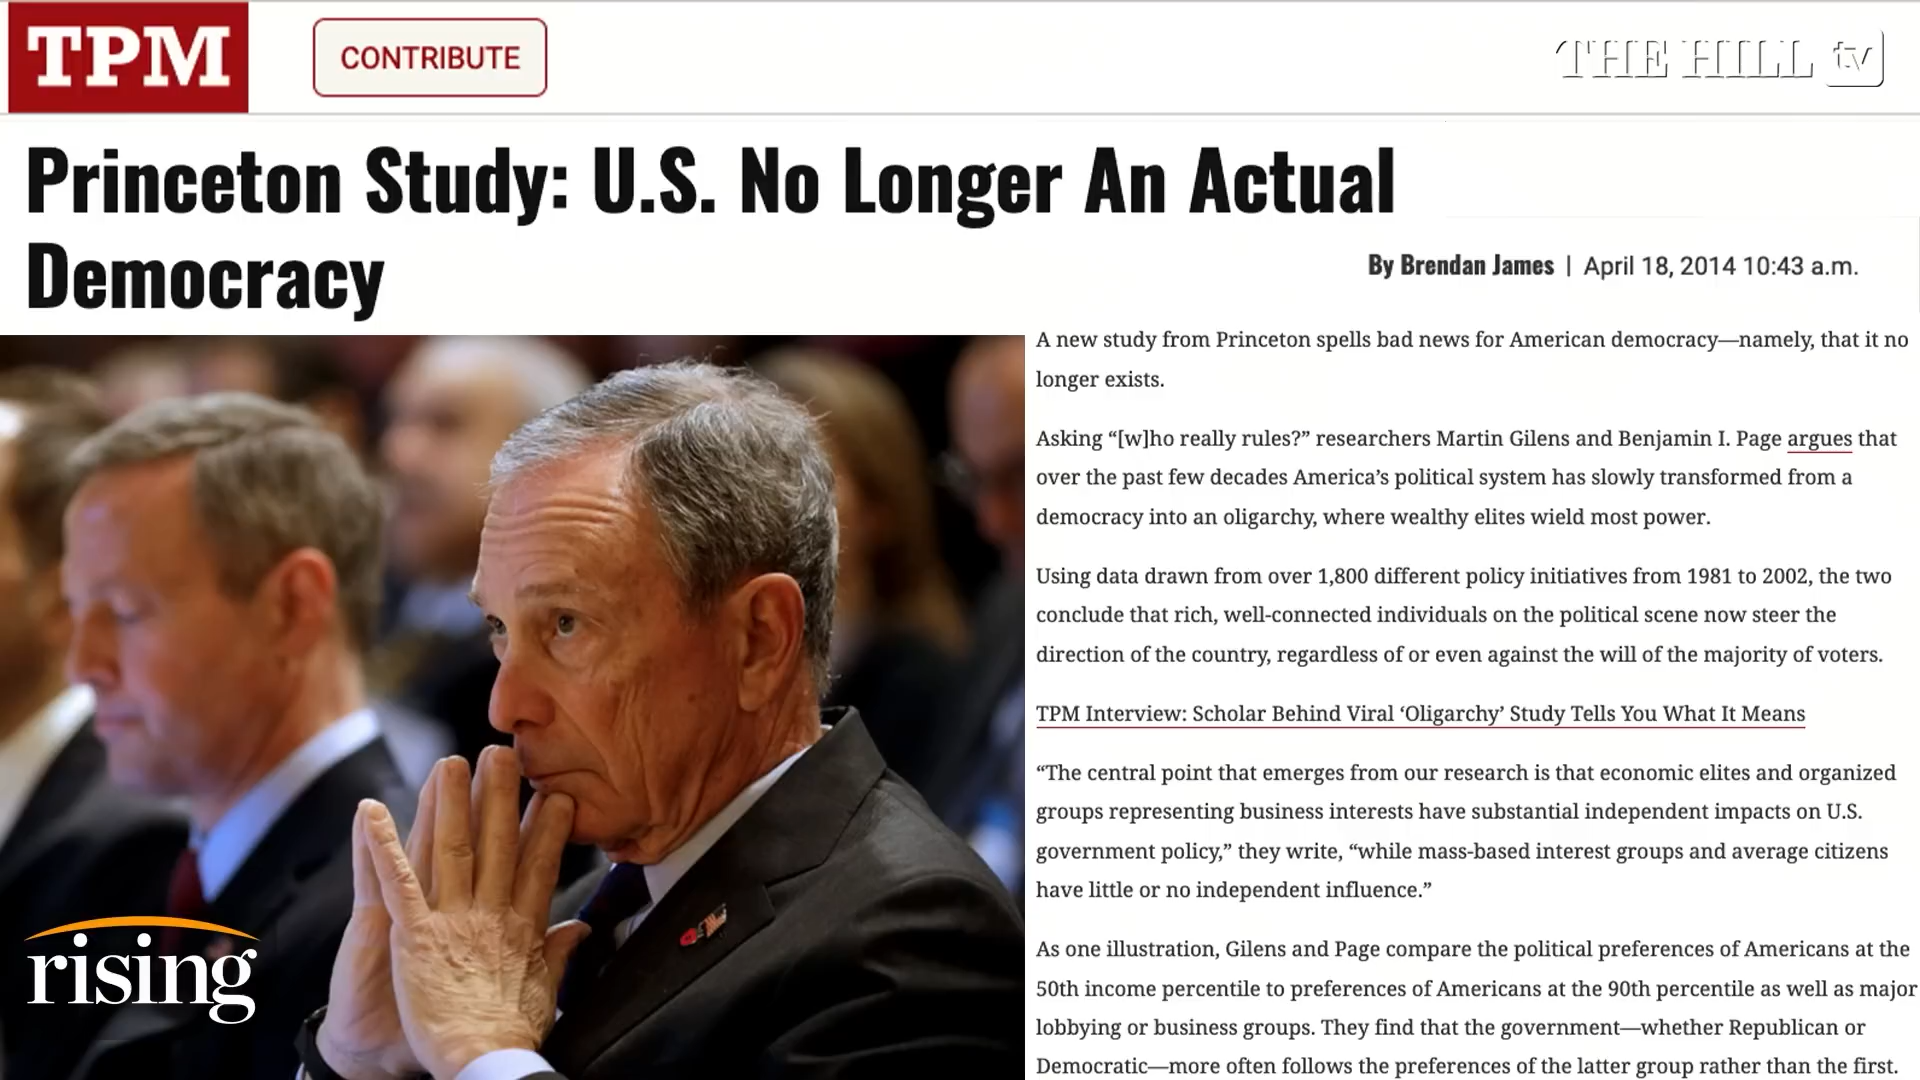 TPM
CONTRIBUTE
THE HILL tv
Princeton Study: U.S. No Longer An Actual
Democracy
By Brendan James | April 18, 2014 10:43 a.m.
A new study from Princeton spells bad news for American democracy—namely, that it no
longer exists.
Asking “[w]ho really rules?” researchers Martin Gilens and Benjamin I. Page argues that
over the past few decades America’s political system has slowly transformed from a
democracy into an oligarchy, where wealthy elites wield most power.
Using data drawn from over 1,800 different policy initiatives from 1981 to 2002, the two
conclude that rich, well-connected individuals on the political scene now steer the
direction of the country, regardless of or even against the will of the majority of voters.
TPM Interview: Scholar Behind Viral ‘Oligarchy’ Study Tells You What It Means
“The central point that emerges from our research is that economic elites and organized
groups representing business interests have substantial independent impacts on U.S.
government policy,” they write, “while mass-based interest groups and average citizens
have little or no independent influence.”
As one illustration, Gilens and Page compare the political preferences of Americans at the
50th income percentile to preferences of Americans at the 90th percentile as well as major
lobbying or business groups. They find that the government—whether Republican or
Democratic—more often follows the preferences of the latter group rather than the first.
rising